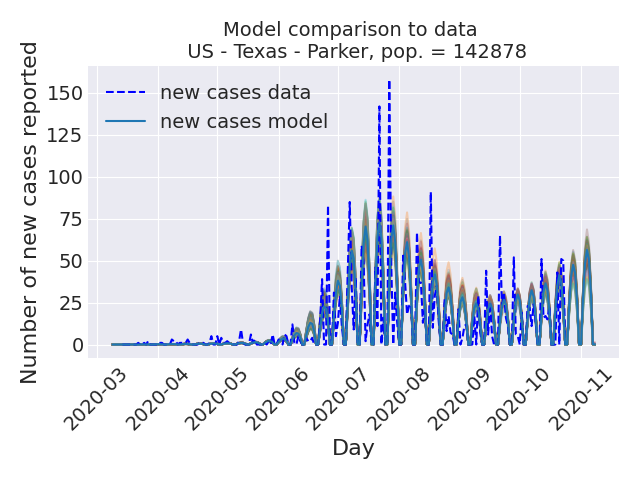 Model comparison to data
US - Texas - Parker, pop. = 142878
Number of new cases reported
150
125
100
75
50
25
0
new cases data
new cases model
2020-03
2020-04
2020-05
2020-06
2020-07
2020-08
2020-09
2020-10
2020-11
Day